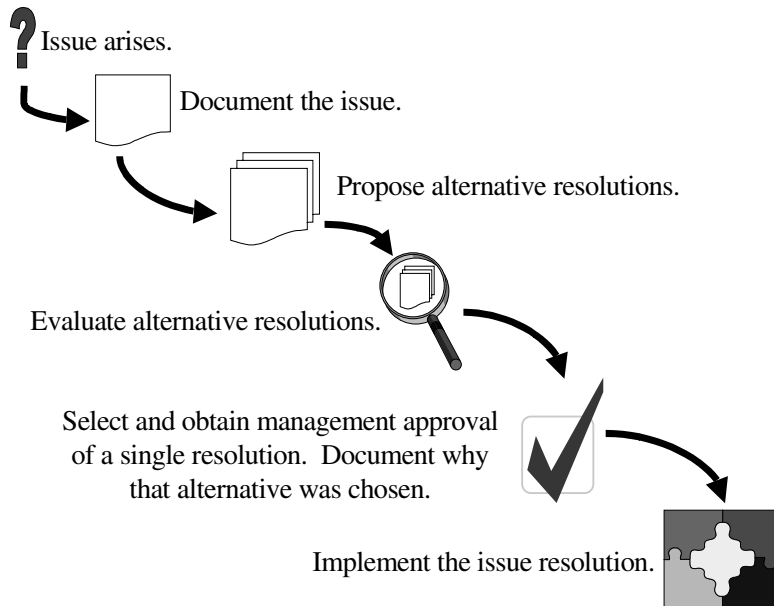 Issue arises.
Document the issue.
Propose alternative resolutions.
Evaluate alternative resolutions.
Select and obtain management approval
of a single resolution.  Document why
that alternative was chosen.
Implement the issue resolution.